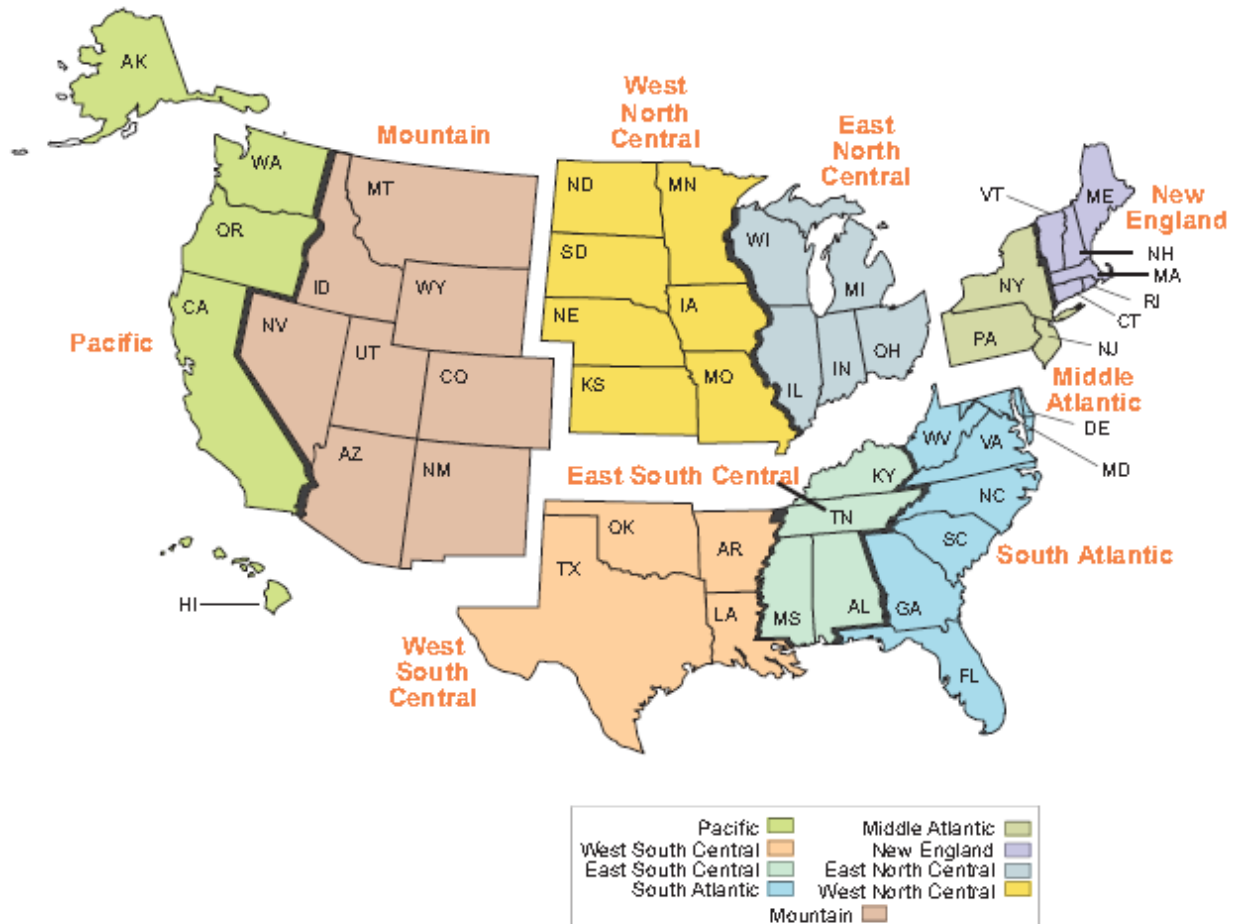 AK
West
North
Central
East
North
Central
Mountain
WA
MT
ND
MN
VT
ME
New
England
OR
WI
NH
SD
MA
ID
WY
MI
NY
RI
CA
NV
NE
IA
CT
Pacific
UT
PA
NJ
CO
KS
MO
IL
IN
OH
Middle
Atlantic
WV
VA
DE
AZ
NM
East South Central
KY
MD
NC
OK
TN
AR
SC
South Atlantic
TX
HI
LA
MS
AL
GA
West
South
Central
FL
Pacific
Middle Atlantic
West South Central
New England
East South Central
East North Central
South Atlantic
West North Central
Mountain